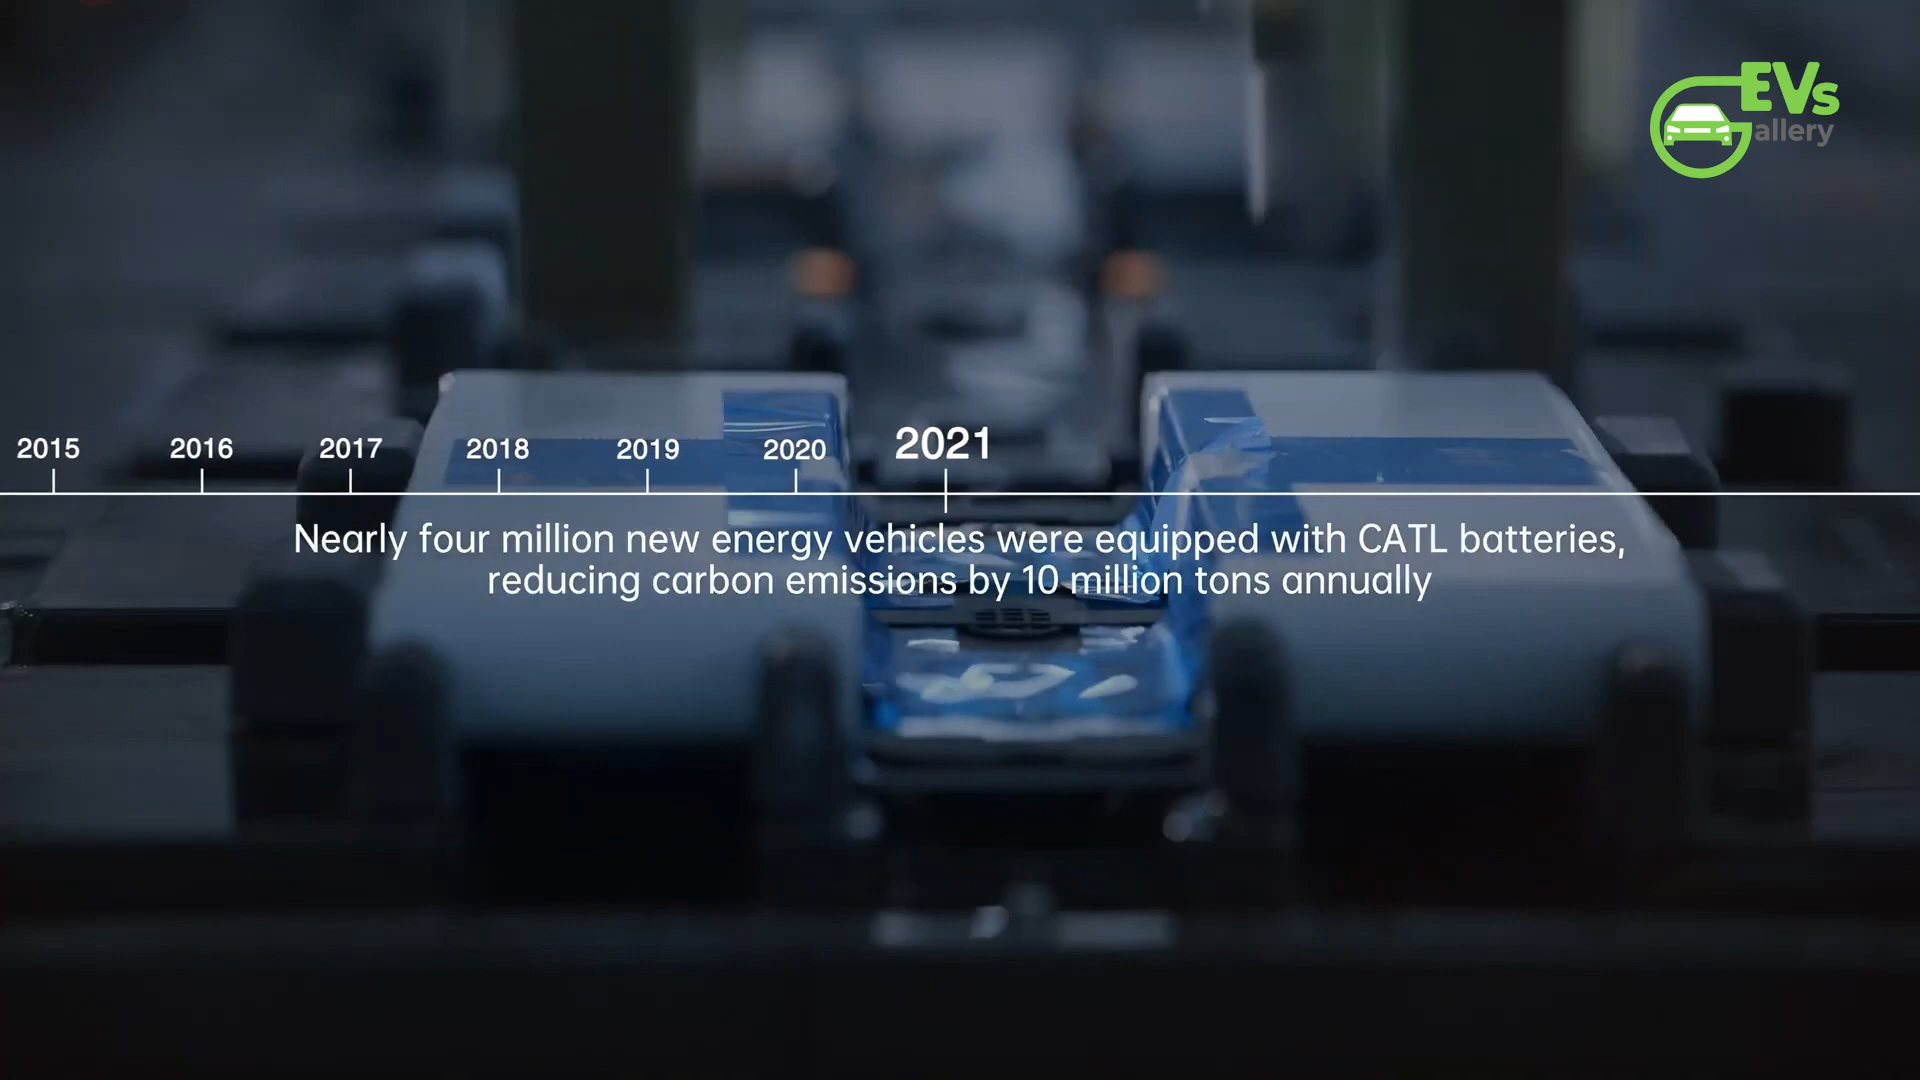 EVs
Gallery
2015 2016 2017 2018 2019 2020 2021
Nearly four million new energy vehicles were equipped with CATL batteries,
reducing carbon emissions by 10 million tons annually